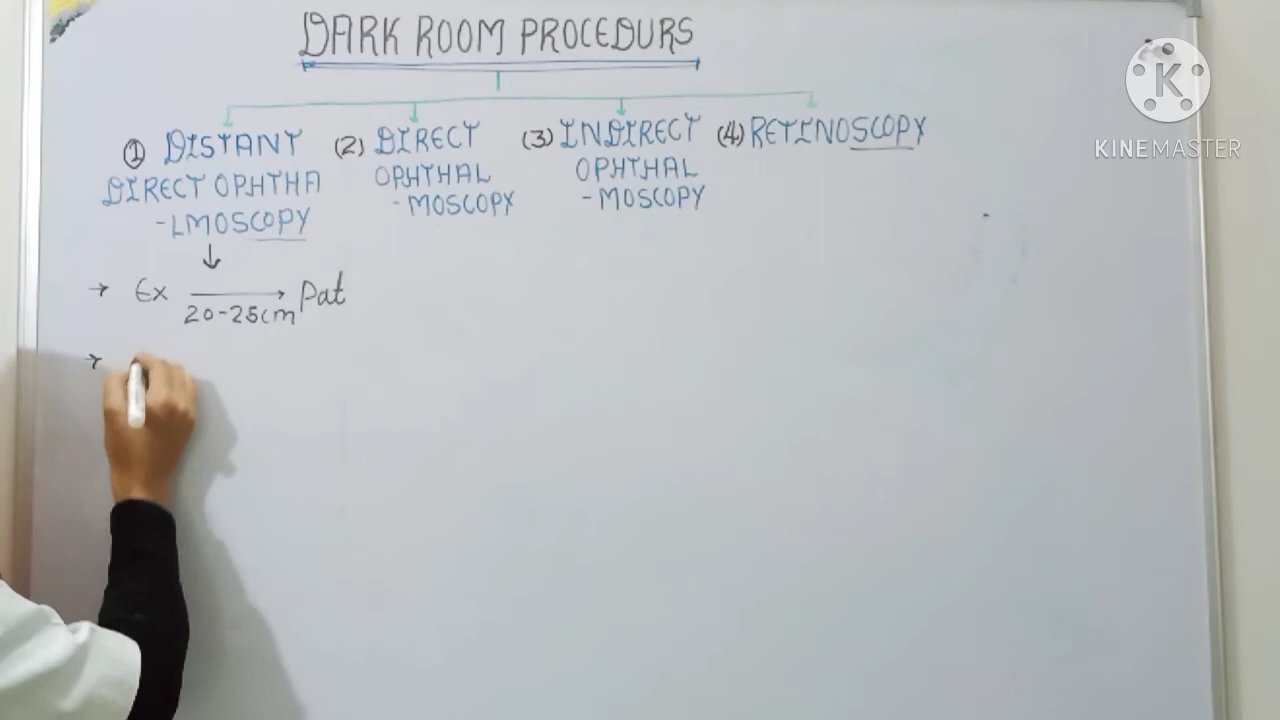 DARK ROOM PROCEDURS
① DISTANT
DIRECT OPHTHA
-LMOSCOPY
(2) DIRECT
OPHTHAL
-MOSCOPY
(3) INDIRECT
OPHTHAL
-MOSCOPY
(4) RETINOSCOPY
→ Ex → Pat
20-25cm
→
K
KINEMASTER